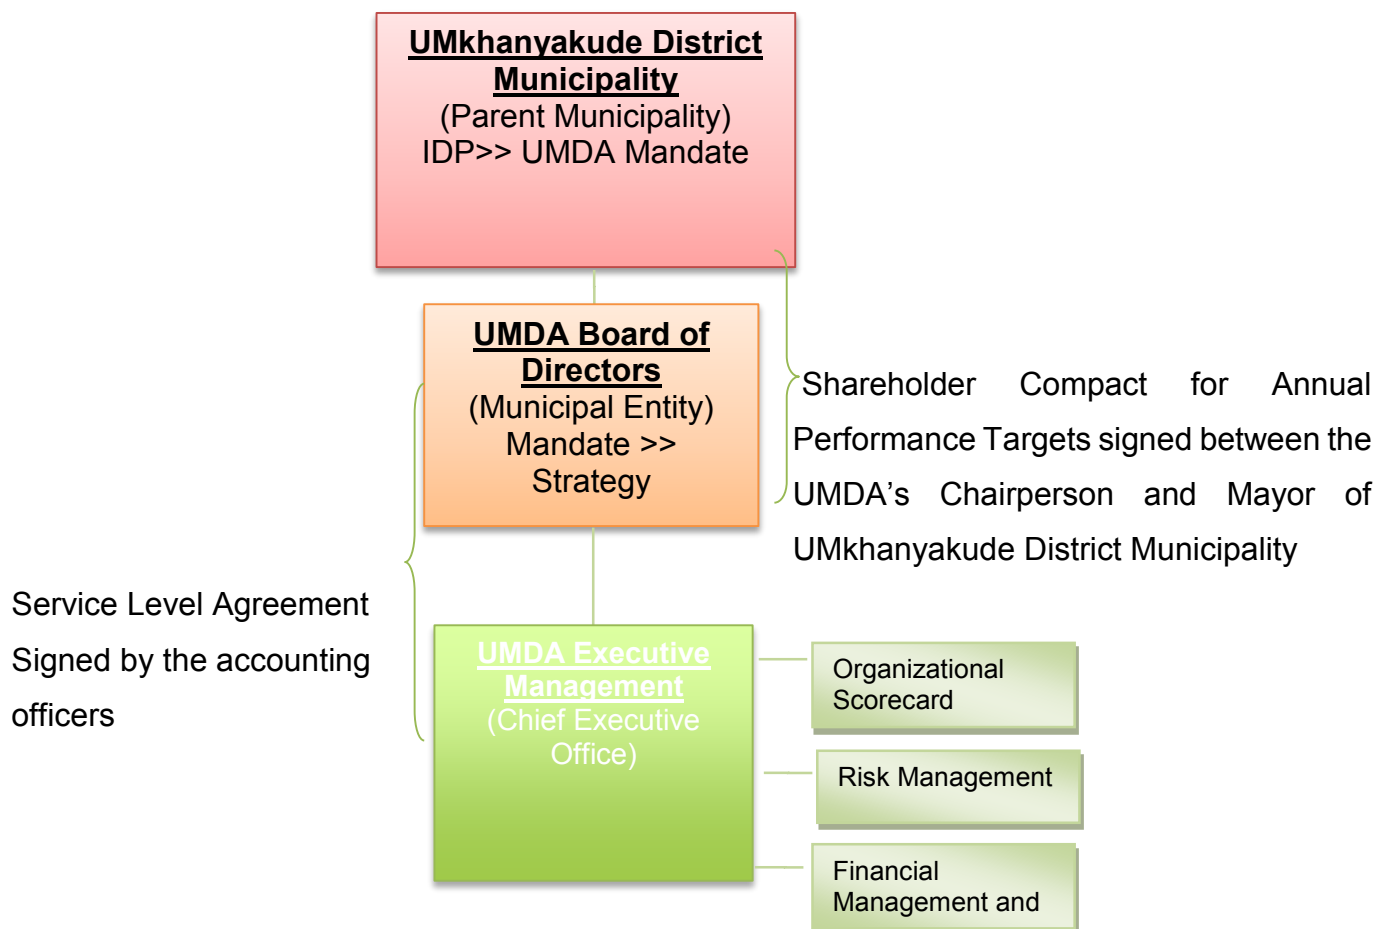 UMkhanyakude District
Municipality
(Parent Municipality)
IDP>> UMDA Mandate
UMDA Board of
Directors
(Municipal Entity)
Mandate >>
Strategy
Shareholder Compact for Annual
Performance Targets signed between the
UMDA’s Chairperson and Mayor of
UMkhanyakude District Municipality
Service Level Agreement
Signed by the accounting
officers
UMDA Executive
Management
(Chief Executive
Office)
Organizational
Scorecard
Risk Management
Financial
Management and